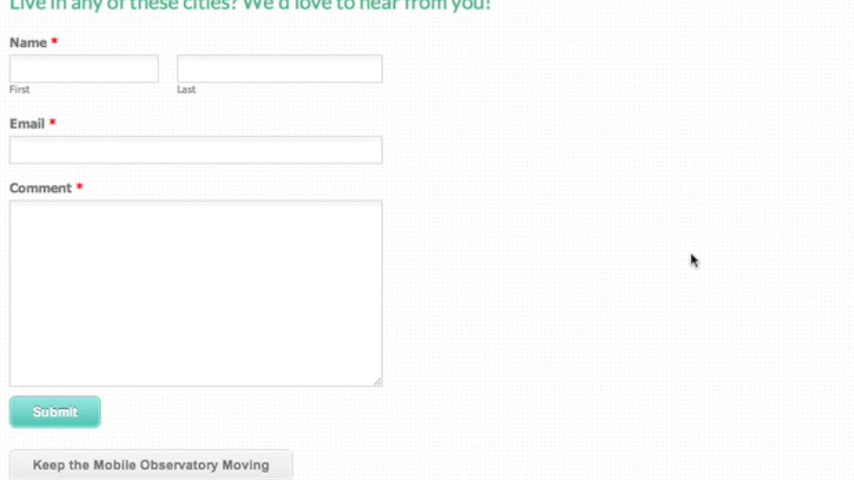 Live in any of these cities? We'd love to hear from you!
Name *
First Last
Email *
Comment *
Submit
Keep the Mobile Observatory Moving